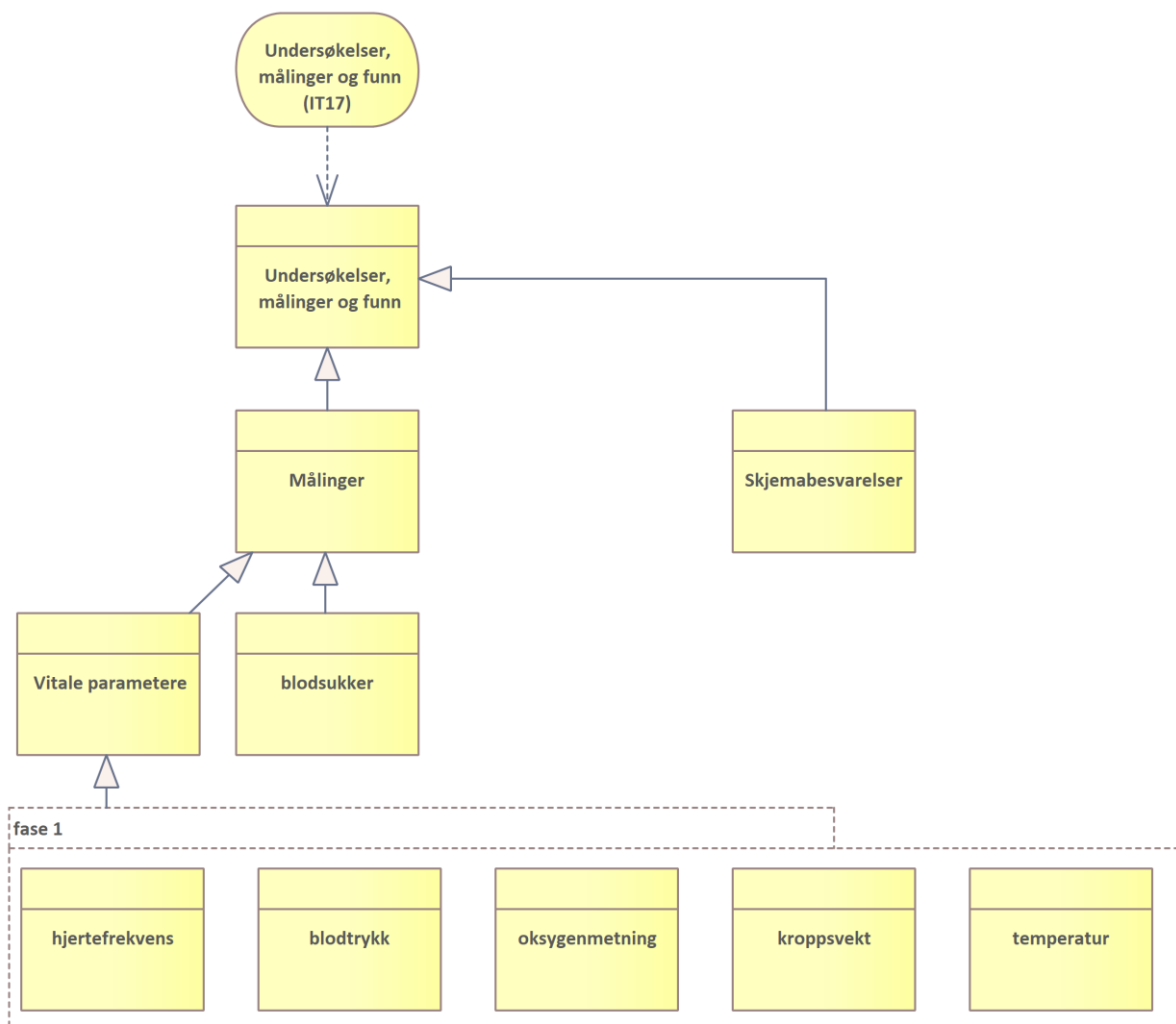 Undersøkelser,
målinger og funn
(IT17)
Undersøkelser,
målinger og funn
Målinger
Skjemabesvarelser
Vitale parametere
blodsukker
fase 1
hjertefrekvens
blodtrykk
oksygenmetning
kroppsvekt
temperatur